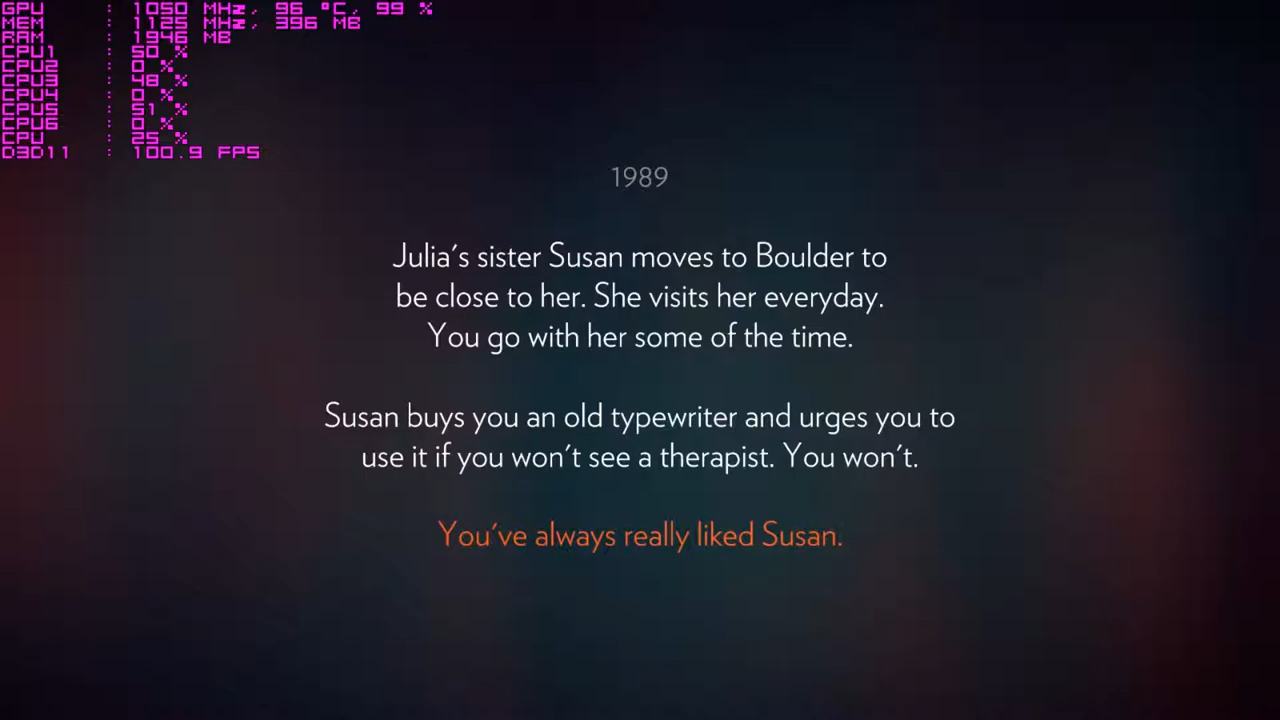 GPU : 1050 MHz, 96 °C, 99 %
MEM : 1125 MHz, 396 MB
RAM : 1946 MB
CPU1 : 50 %
CPU2 : 0 %
CPU3 : 48 %
CPU4 : 0 %
CPU5 : 51 %
CPU6 : 0 %
CPU : 25 %
D3D11 : 100.9 FPS
1989
Julia's sister Susan moves to Boulder to
be close to her. She visits her everyday.
You go with her some of the time.
Susan buys you an old typewriter and urges you to
use it if you won't see a therapist. You won't.
You've always really liked Susan.